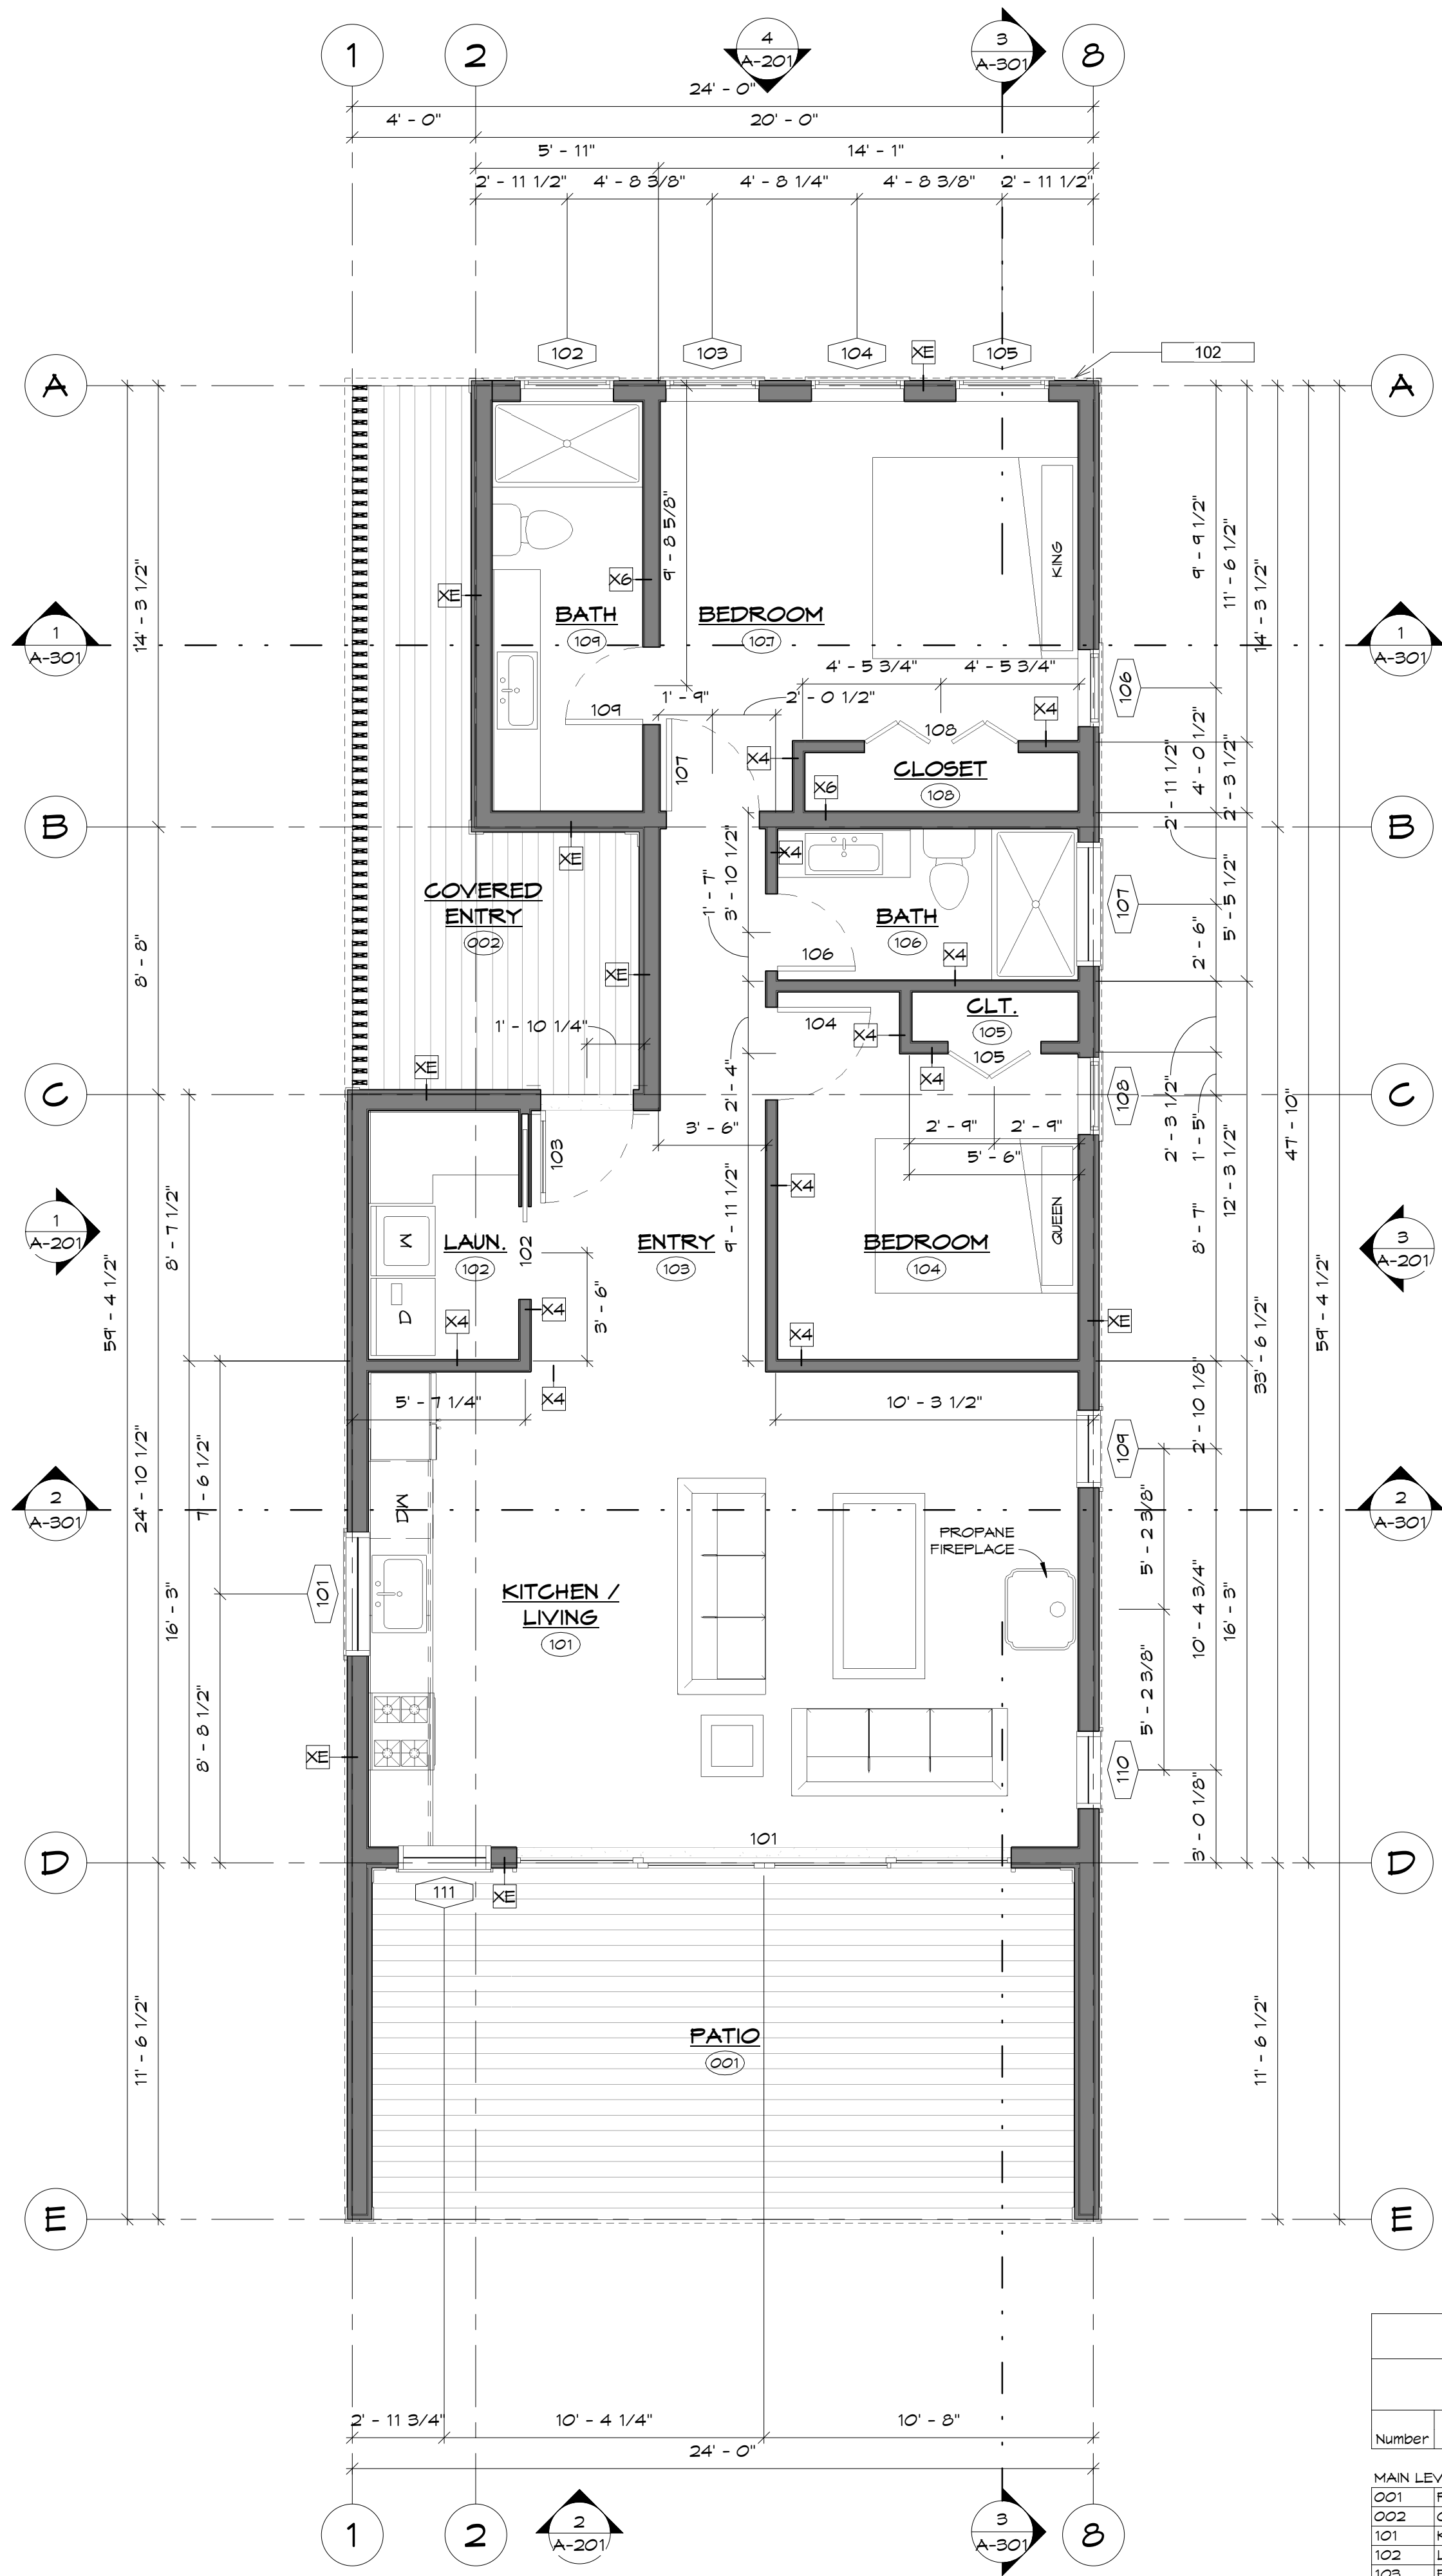 1
2
4
A-201
3
A-301
8
24' - 0"
4' - 0"
20' - 0"
5' - 11"
14' - 1"
2' - 11 1/2"
4' - 8 3/8"
4' - 8 1/4"
4' - 8 3/8"
2' - 11 1/2"
102
103
104
XE
105
102
A
A
14' - 3 1/2"
9' - 8 5/8"
KING
9' - 9 1/2"
11' - 6 1/2"
14' - 3 1/2"
XE
X6
BATH
109
BEDROOM
107
1
A-301
1
A-301
4' - 5 3/4"
4' - 5 3/4"
106
1' - 9"
2' - 0 1/2"
109
107
108
X4
X4
CLOSET
108
X6
2' - 11 1/2"
4' - 0 1/2"
2' - 3 1/2"
B
B
XE
X4
COVERED
ENTRY
002
1' - 7"
3' - 10 1/2"
BATH
106
107
2' - 6"
5' - 5 1/2"
8' - 8"
XE
106
X4
1' - 10 1/4"
104
X4
CLT.
105
105
X4
XE
C
C
2' - 4"
108
2' - 3 1/2"
1' - 5"
3' - 6"
2' - 9"
2' - 9"
5' - 6"
103
X4
12' - 3 1/2"
47' - 10"
1
A-201
59' - 4 1/2"
8' - 7 1/2"
W
LAUN.
102
102
ENTRY
103
9' - 11 1/2"
BEDROOM
104
QUEEN
8' - 7"
3
A-201
D
X4
X4
3' - 6"
X4
XE
33' - 6 1/2"
59' - 4 1/2"
5' - 7 1/4"
X4
10' - 3 1/2"
2' - 10 1/8"
109
24' - 10 1/2"
7' - 6 1/2"
2
A-301
2
A-301
DW
PROPANE
FIREPLACE
5' - 2 3/8"
101
KITCHEN /
LIVING
101
16' - 3"
10' - 4 3/4"
16' - 3"
5' - 2 3/8"
8' - 8 1/2"
XE
110
3' - 0 1/8"
101
D
D
111
XE
11' - 6 1/2"
PATIO
001
11' - 6 1/2"
E
E
2' - 11 3/4"
10' - 4 1/4"
10' - 8"
24' - 0"
Number
MAIN LEV
001
002
101
102
103
1
2
2
A-201
3
A-301
8